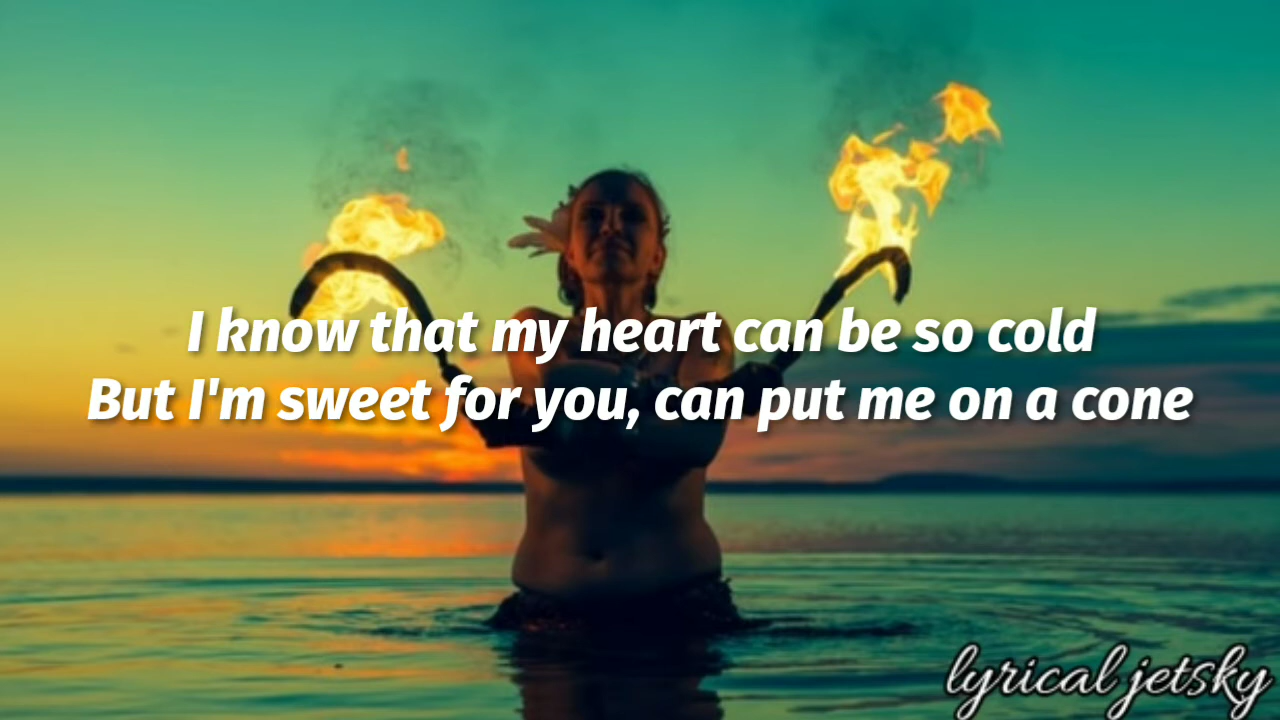 I know that my heart can be so cold
But I'm sweet for you, can put me on a cone
lyrical jetsky